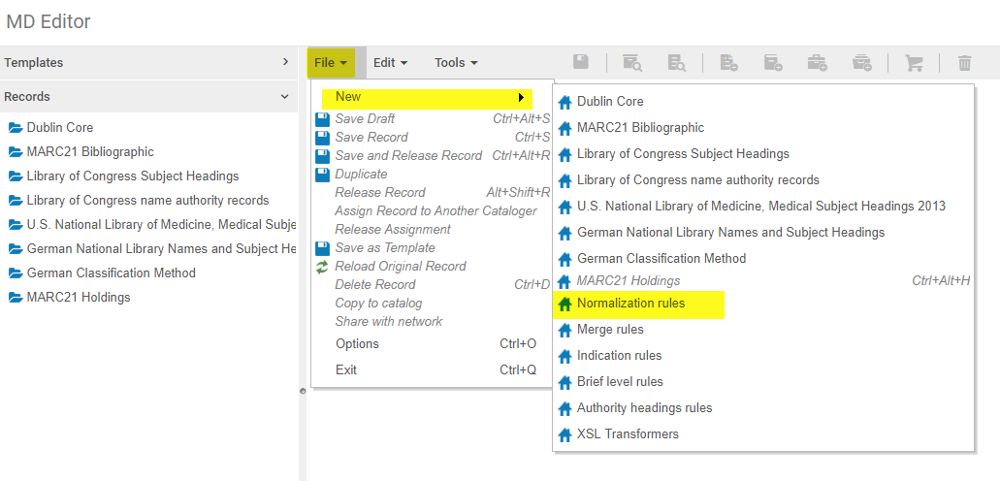 MD Editor
Templates
Records
Dublin Core
MARC21 Bibliographic
Library of Congress Subject Headings
Library of Congress name authority records
U.S. National Library of Medicine, Medical Subje
German National Library Names and Subject He
German Classification Method
MARC21 Holdings
File Edit Tools
New
Save Draft Ctrl+Alt+S
Save Record Ctrl+S
Save and Release Record Ctrl+Alt+R
Duplicate
Release Record Alt+Shift+R
Assign Record to Another Cataloger
Release Assignment
Save as Template
Reload Original Record
Delete Record Ctrl+D
Copy to catalog
Share with network
Options Ctrl+O
Exit Ctrl+Q
Dublin Core
MARC21 Bibliographic
Library of Congress Subject Headings
Library of Congress name authority records
U.S. National Library of Medicine, Medical Subject Headings 2013
German National Library Names and Subject Headings
German Classification Method
MARC21 Holdings Ctrl+Alt+H
Normalization rules
Merge rules
Indication rules
Brief level rules
Authority headings rules
XSL Transformers